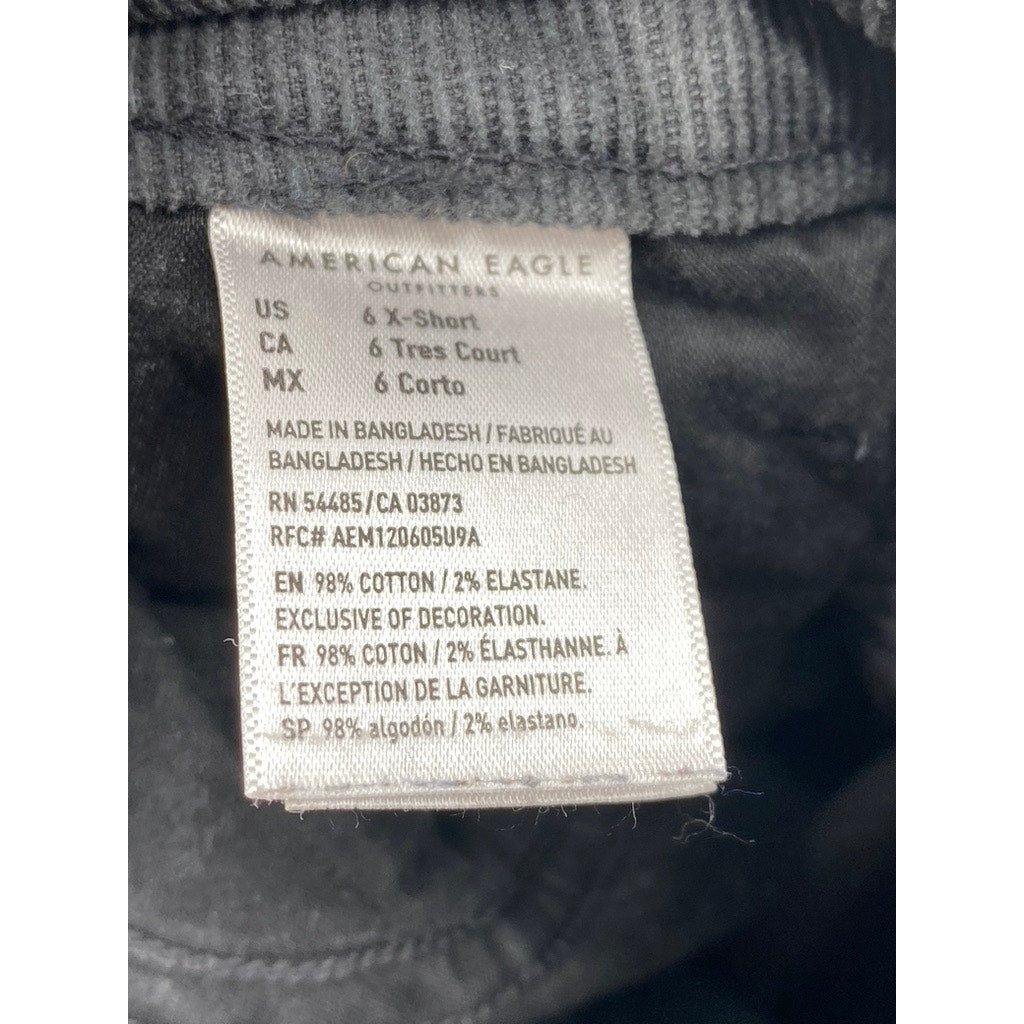 AMERICAN EAGLE
OUTFITTERS
US 6 X-Short
CA 6 Tres Court
MX 6 Corto
MADE IN BANGLADESH / FABRIQUÉ AU
BANGLADESH / HECHO EN BANGLADESH
RN 54485 / CA 03873
RFC# AEM120605U9A
EN 98% COTTON / 2% ELASTANE.
EXCLUSIVE OF DECORATION.
FR 98% COTON / 2% ÉLASTHANNE. À
L'EXCEPTION DE LA GARNITURE.
SP 98% algodón / 2% elastano.